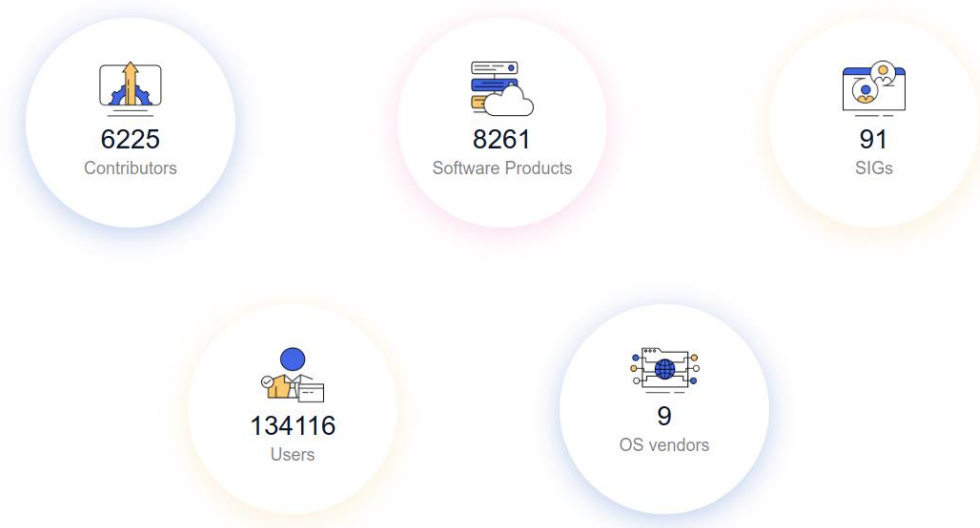 6225
Contributors
8261
Software Products
91
SIGs
134116
Users
9
OS vendors